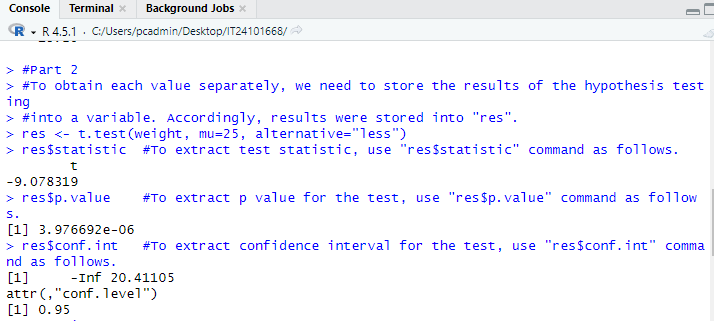 Console Terminal × Background Jobs ×
R 4.5.1 · C:/Users/pcadmin/Desktop/IT24101668/
> #Part 2
> #To obtain each value separately, we need to store the results of the hypothesis test
ing
> #into a variable. Accordingly, results were stored into "res".
> res <- t.test(weight, mu=25, alternative="less")
> res$statistic  #To extract test statistic, use "res$statistic" command as follows.
        t
-9.078319
> res$p.value    #To extract p value for the test, use "res$p.value" command as follow
s.
[1] 3.976692e-06
> res$conf.int   #To extract confidence interval for the test, use "res$conf.int" comma
nd as follows.
[1]     -Inf 20.41105
attr(,"conf.level")
[1] 0.95